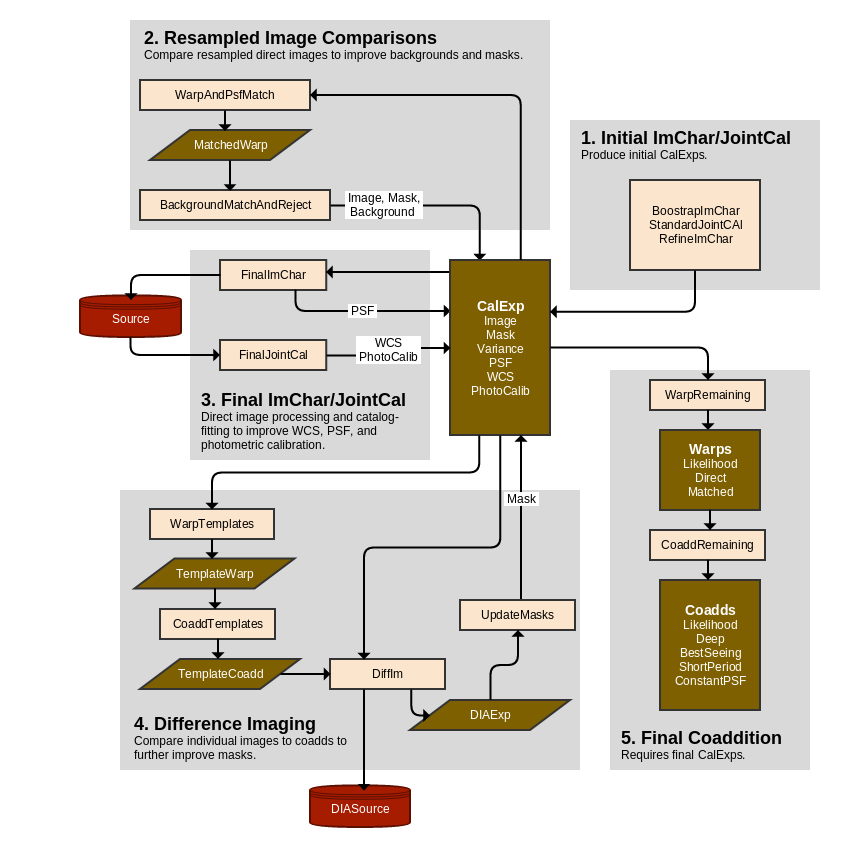 2. Resampled Image Comparisons
Compare resampled direct images to improve backgrounds and masks.
WarpAndPsfMatch
MatchedWarp
BackgroundMatchAndReject
Image, Mask,
Background
1. Initial ImChar/JointCal
Produce initial CalExps.
BoostrapImChar
StandardJointCAl
RefineImChar
FinalImChar
PSF
Source
FinalJointCal
WCS
PhotoCalib
3. Final ImChar/JointCal
Direct image processing and catalog-
fitting to improve WCS, PSF, and
photometric calibration.
CalExp
Image
Mask
Variance
PSF
WCS
PhotoCalib
WarpRemaining
Warps
Likelihood
Direct
Matched
CoaddRemaining
Coadds
Likelihood
Deep
BestSeeing
ShortPeriod
ConstantPSF
5. Final Coaddition
Requires final CalExps.
Mask
WarpTemplates
TemplateWarp
CoaddTemplates
TemplateCoadd
UpdateMasks
DiffIm
DIAExp
4. Difference Imaging
Compare individual images to coadds to
further improve masks.
DIASource